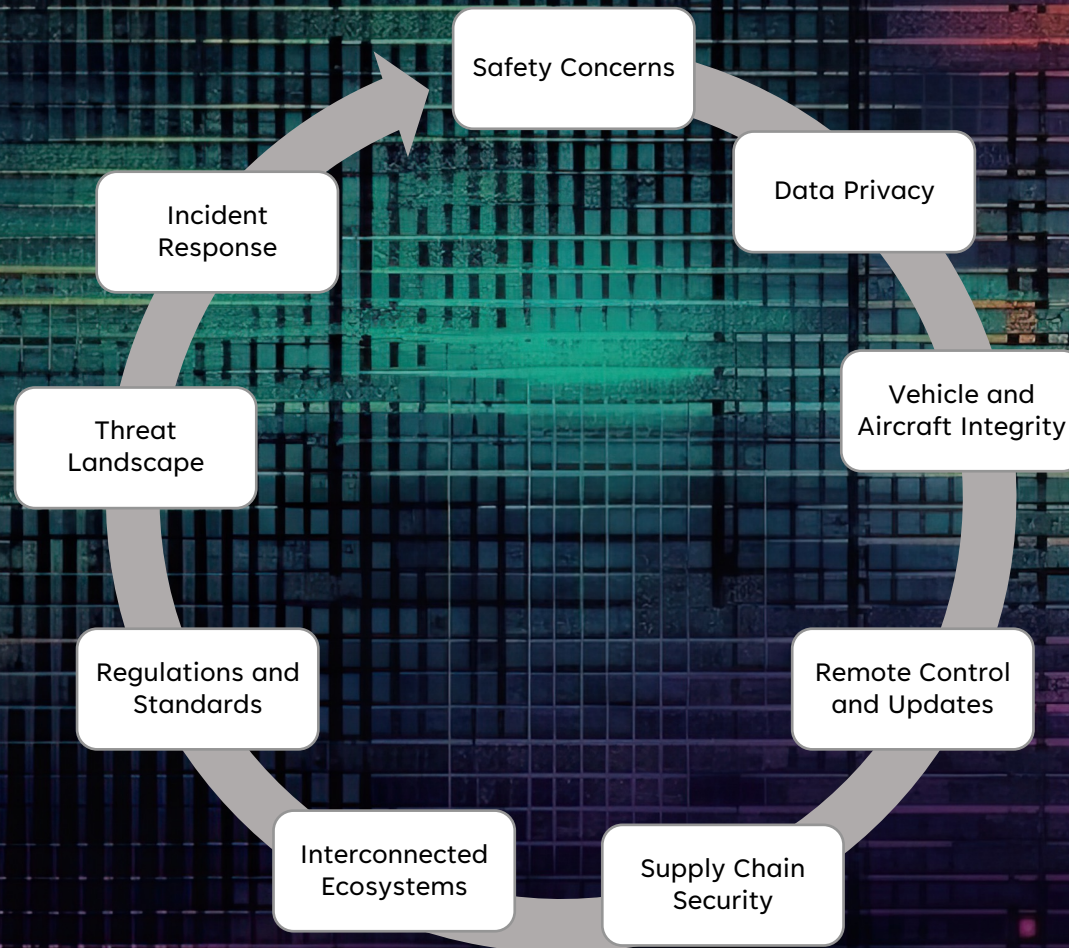 Safety Concerns
Data Privacy
Vehicle and
Aircraft Integrity
Remote Control
and Updates
Supply Chain
Security
Interconnected
Ecosystems
Regulations and
Standards
Threat
Landscape
Incident
Response